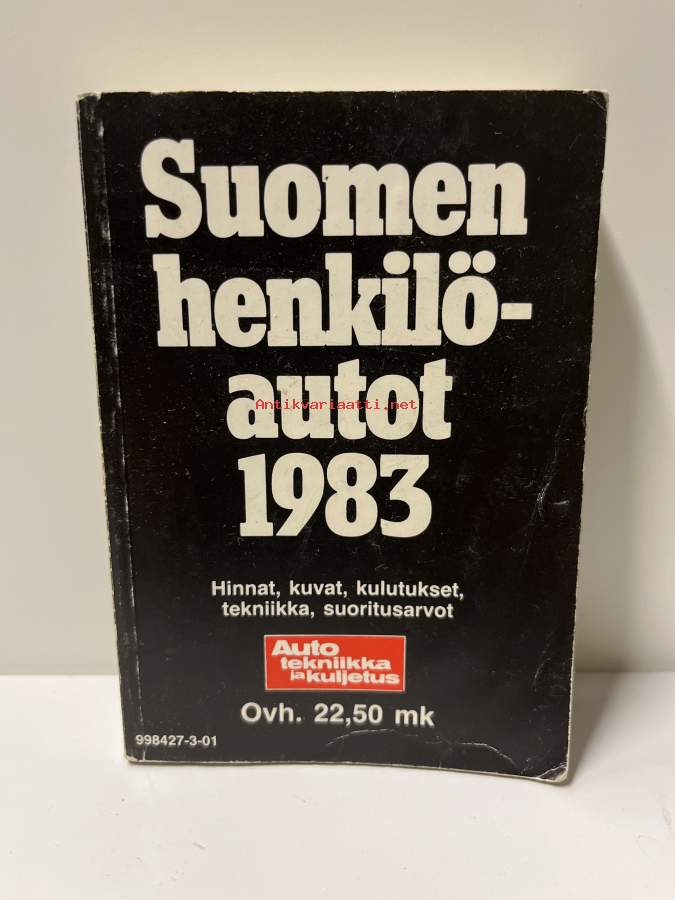 Suomen
henkilö-
autot
Antikvariaatti.net
1983
Hinnat, kuvat, kulutukset,
tekniikka, suoritusarvot
Auto
tekniikka
ja kuljetus
Ovh. 22,50 mk
998427-3-01